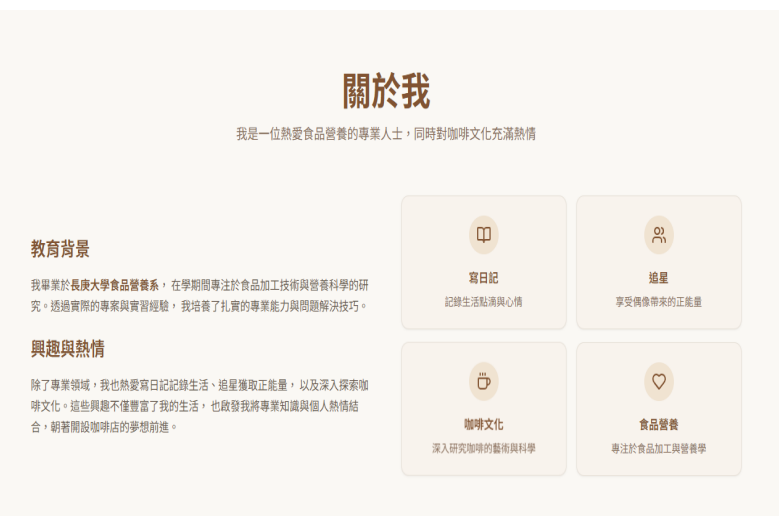 關於我
我是一位熱愛食品營養的專業人士，同時對咖啡文化充滿熱情
教育背景
我畢業於長庚大學食品營養系， 在學期間專注於食品加工技術與營養科學的研
究。透過實際的專案與實習經驗， 我培養了扎實的專業能力與問題解決技巧。
興趣與熱情
除了專業領域，我也熱愛寫日記記錄生活、追星獲取正能量， 以及深入探索咖
啡文化。這些興趣不僅豐富了我的生活， 也啟發我將專業知識與個人熱情結
合，朝著開設咖啡店的夢想前進。
寫日記
記錄生活點滴與心情
追星
享受偶像帶來的正能量
咖啡文化
深入研究咖啡的藝術與科學
食品營養
專注於食品加工與營養學